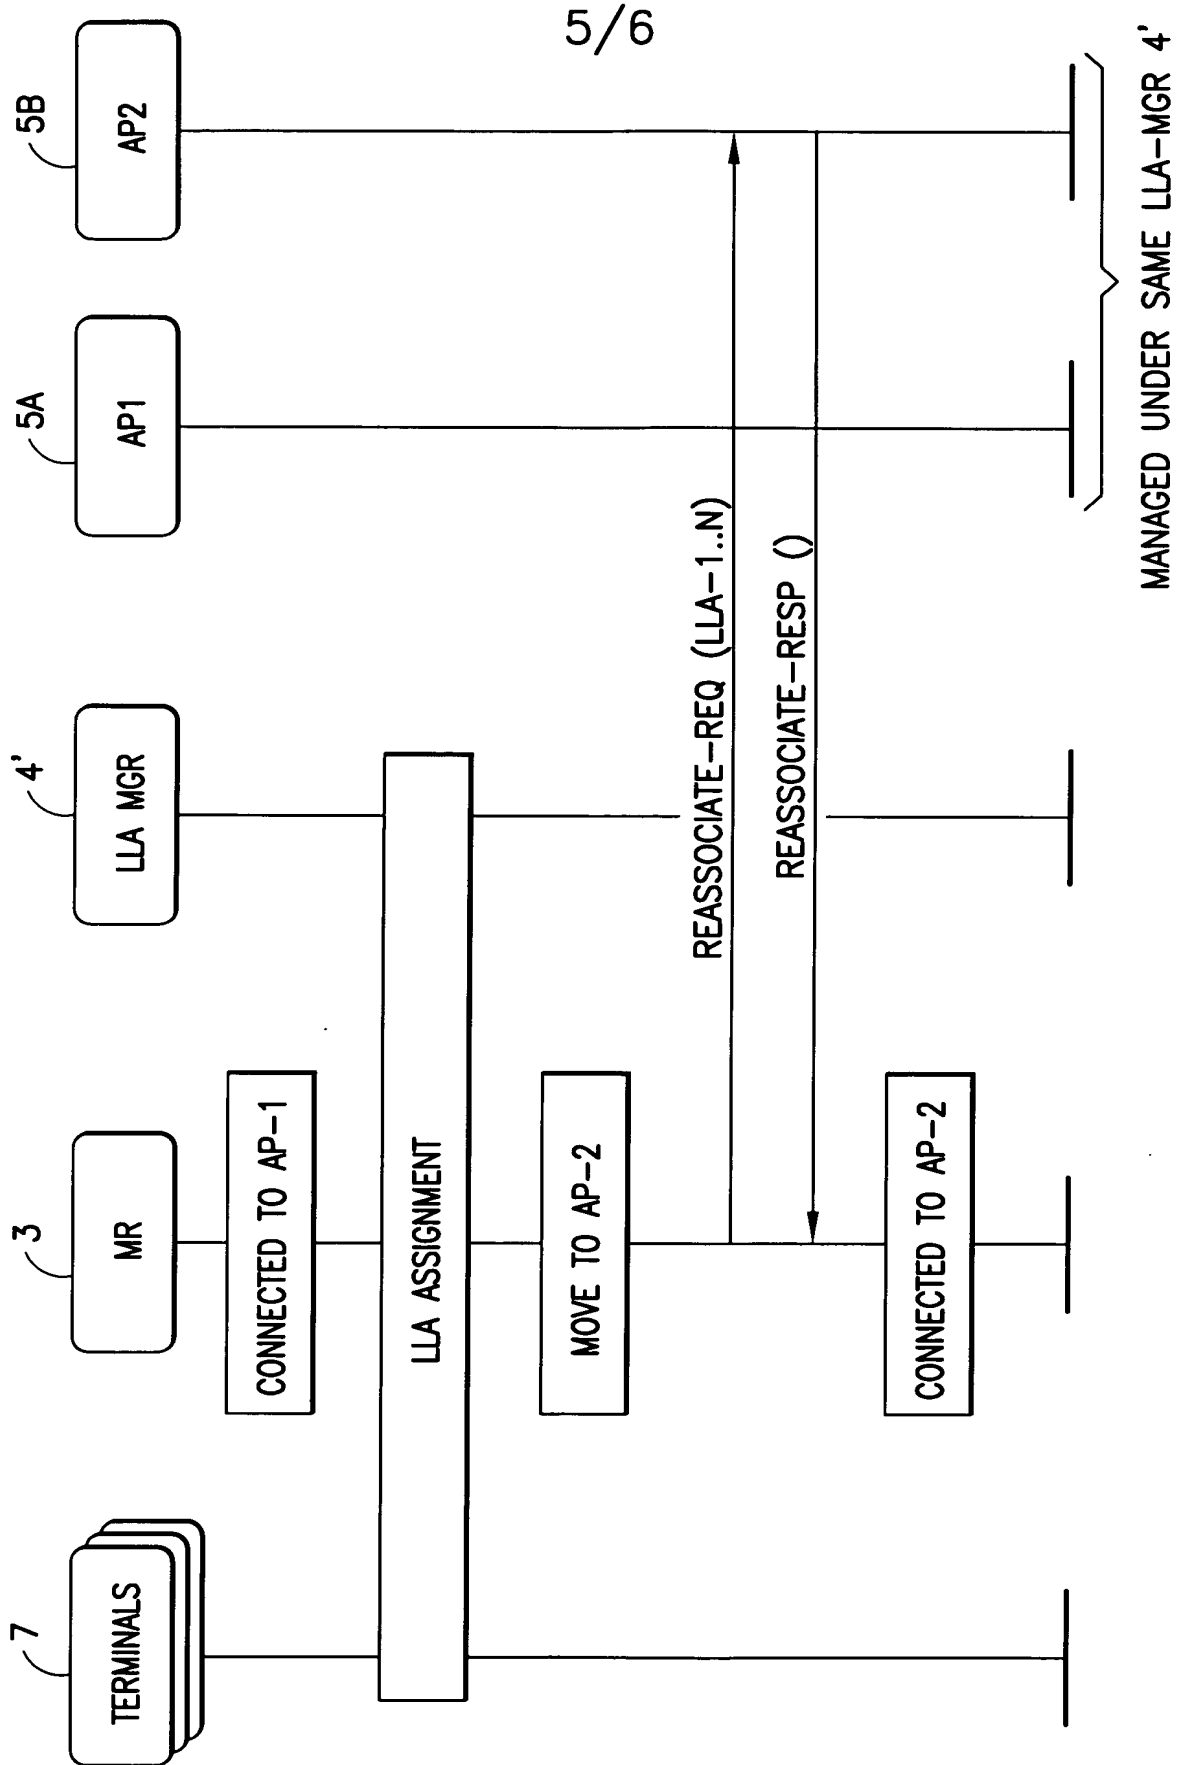 5/6
7
3
4'
5A
5B
TERMINALS
MR
LLA MGR
AP1
AP2
CONNECTED TO AP-1
LLA ASSIGNMENT
MOVE TO AP-2
REASSOCIATE-REQ (LLA-1..N)
REASSOCIATE-RESP ()
CONNECTED TO AP-2
MANAGED UNDER SAME LLA-MGR 4'